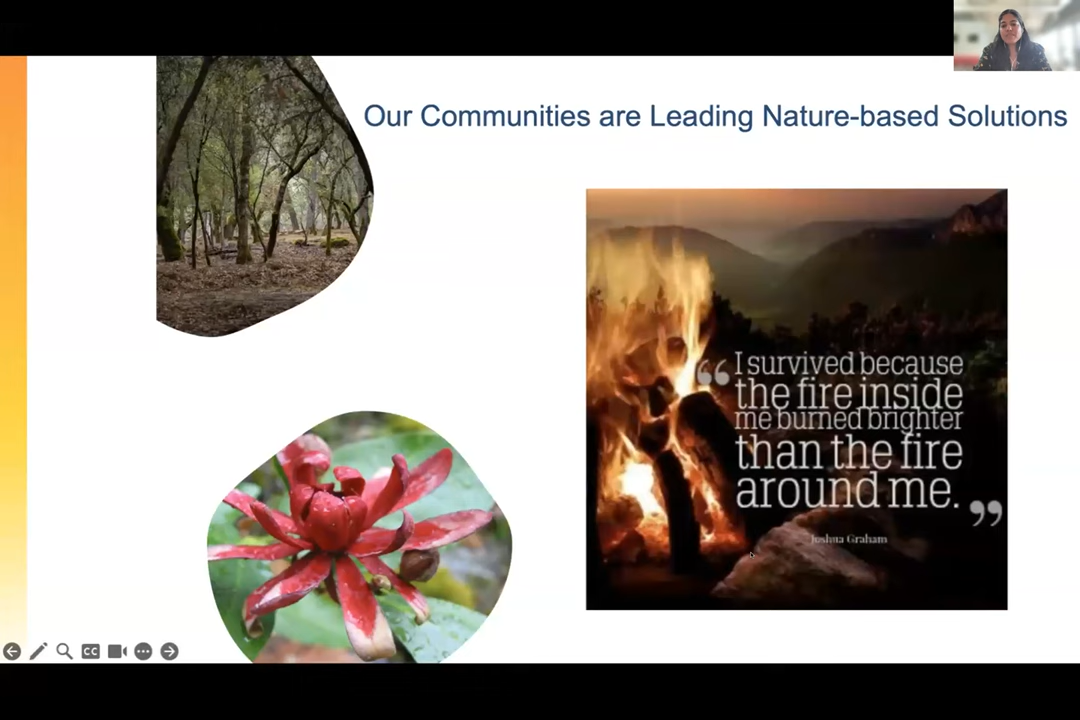 Our Communities are Leading Nature-based Solutions
“I survived because
the fire inside
me burned brighter
than the fire
around me.”
Joshua Graham
CC